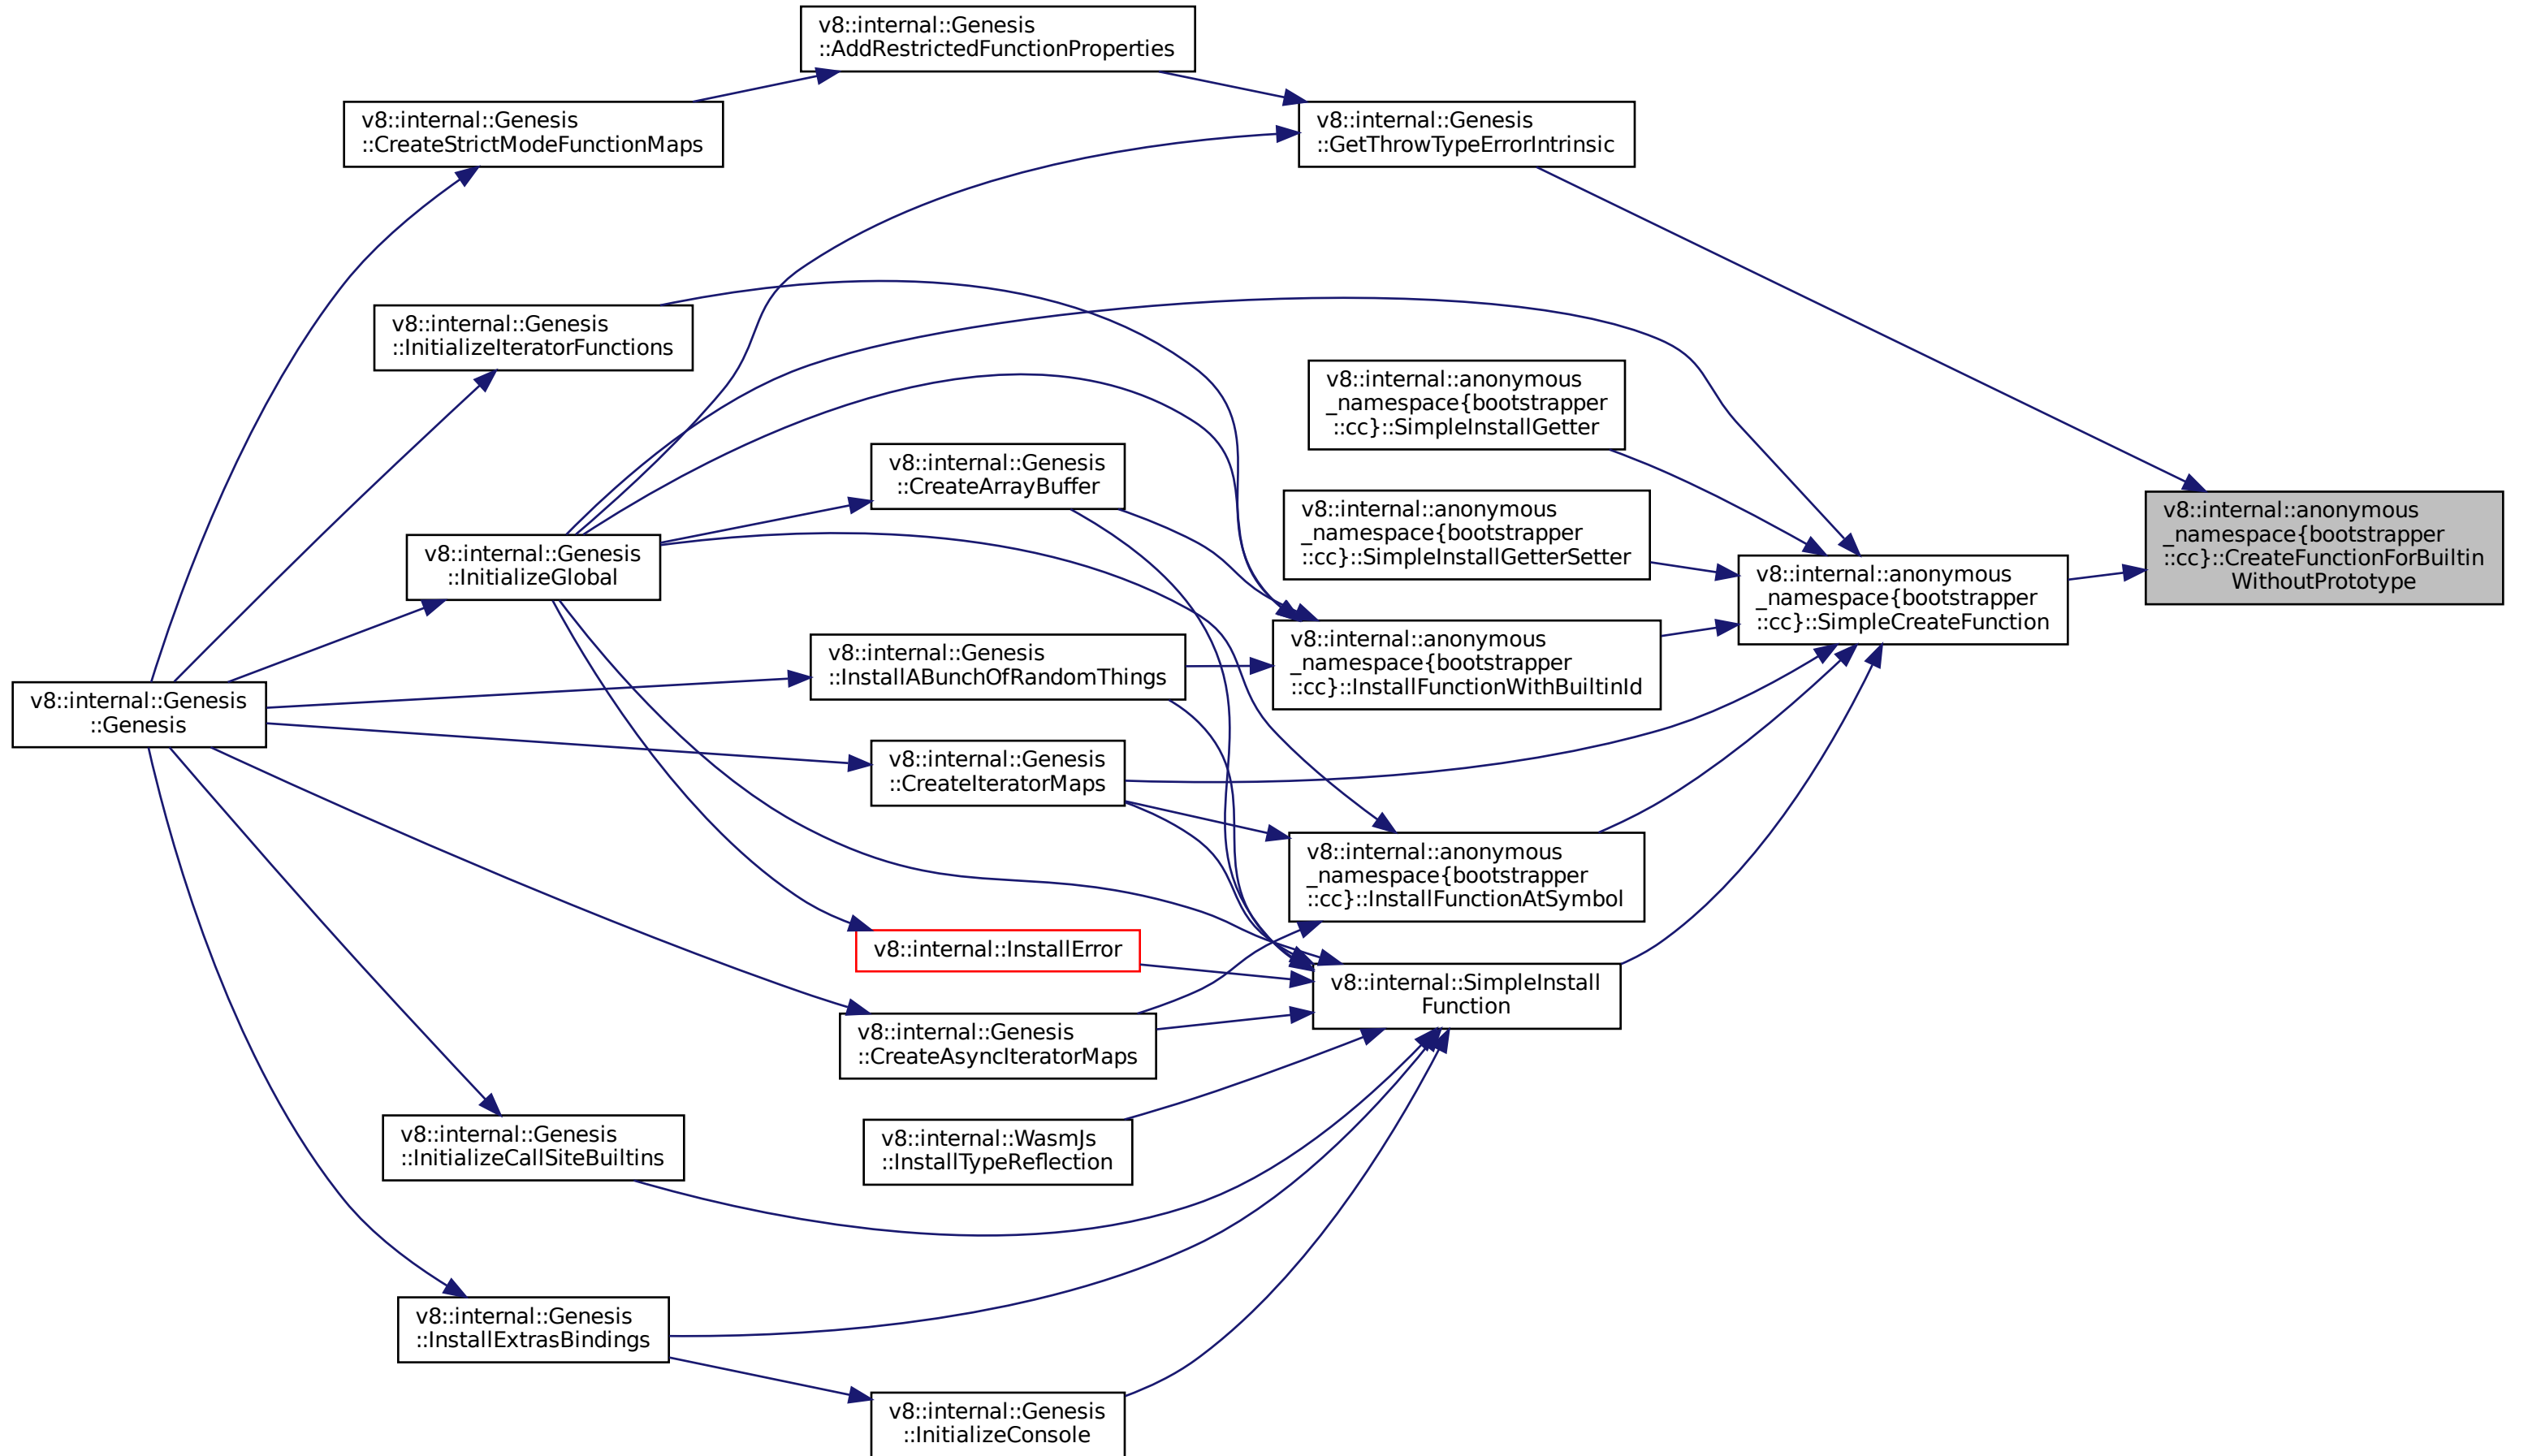 v8::internal::Genesis
::AddRestrictedFunctionProperties
v8::internal::Genesis
::CreateStrictModeFunctionMaps
v8::internal::Genesis
::GetThrowTypeErrorIntrinsic
v8::internal::Genesis
::InitializeIteratorFunctions
v8::internal::anonymous
_namespace{bootstrapper
::cc}::SimpleInstallGetter
v8::internal::Genesis
::CreateArrayBuffer
v8::internal::anonymous
_namespace{bootstrapper
::cc}::SimpleInstallGetterSetter
v8::internal::anonymous
_namespace{bootstrapper
::cc}::CreateFunctionForBuiltin
WithoutPrototype
v8::internal::Genesis
::InitializeGlobal
v8::internal::anonymous
_namespace{bootstrapper
::cc}::SimpleCreateFunction
v8::internal::Genesis
::InstallABunchOfRandomThings
v8::internal::anonymous
_namespace{bootstrapper
::cc}::InstallFunctionWithBuiltinId
v8::internal::Genesis
::Genesis
v8::internal::Genesis
::CreateIteratorMaps
v8::internal::anonymous
_namespace{bootstrapper
::cc}::InstallFunctionAtSymbol
v8::internal::InstallError
v8::internal::SimpleInstall
Function
v8::internal::Genesis
::CreateAsyncIteratorMaps
v8::internal::WasmJs
::InstallTypeReflection
v8::internal::Genesis
::InitializeCallSiteBuiltins
v8::internal::Genesis
::InstallExtrasBindings
v8::internal::Genesis
::InitializeConsole